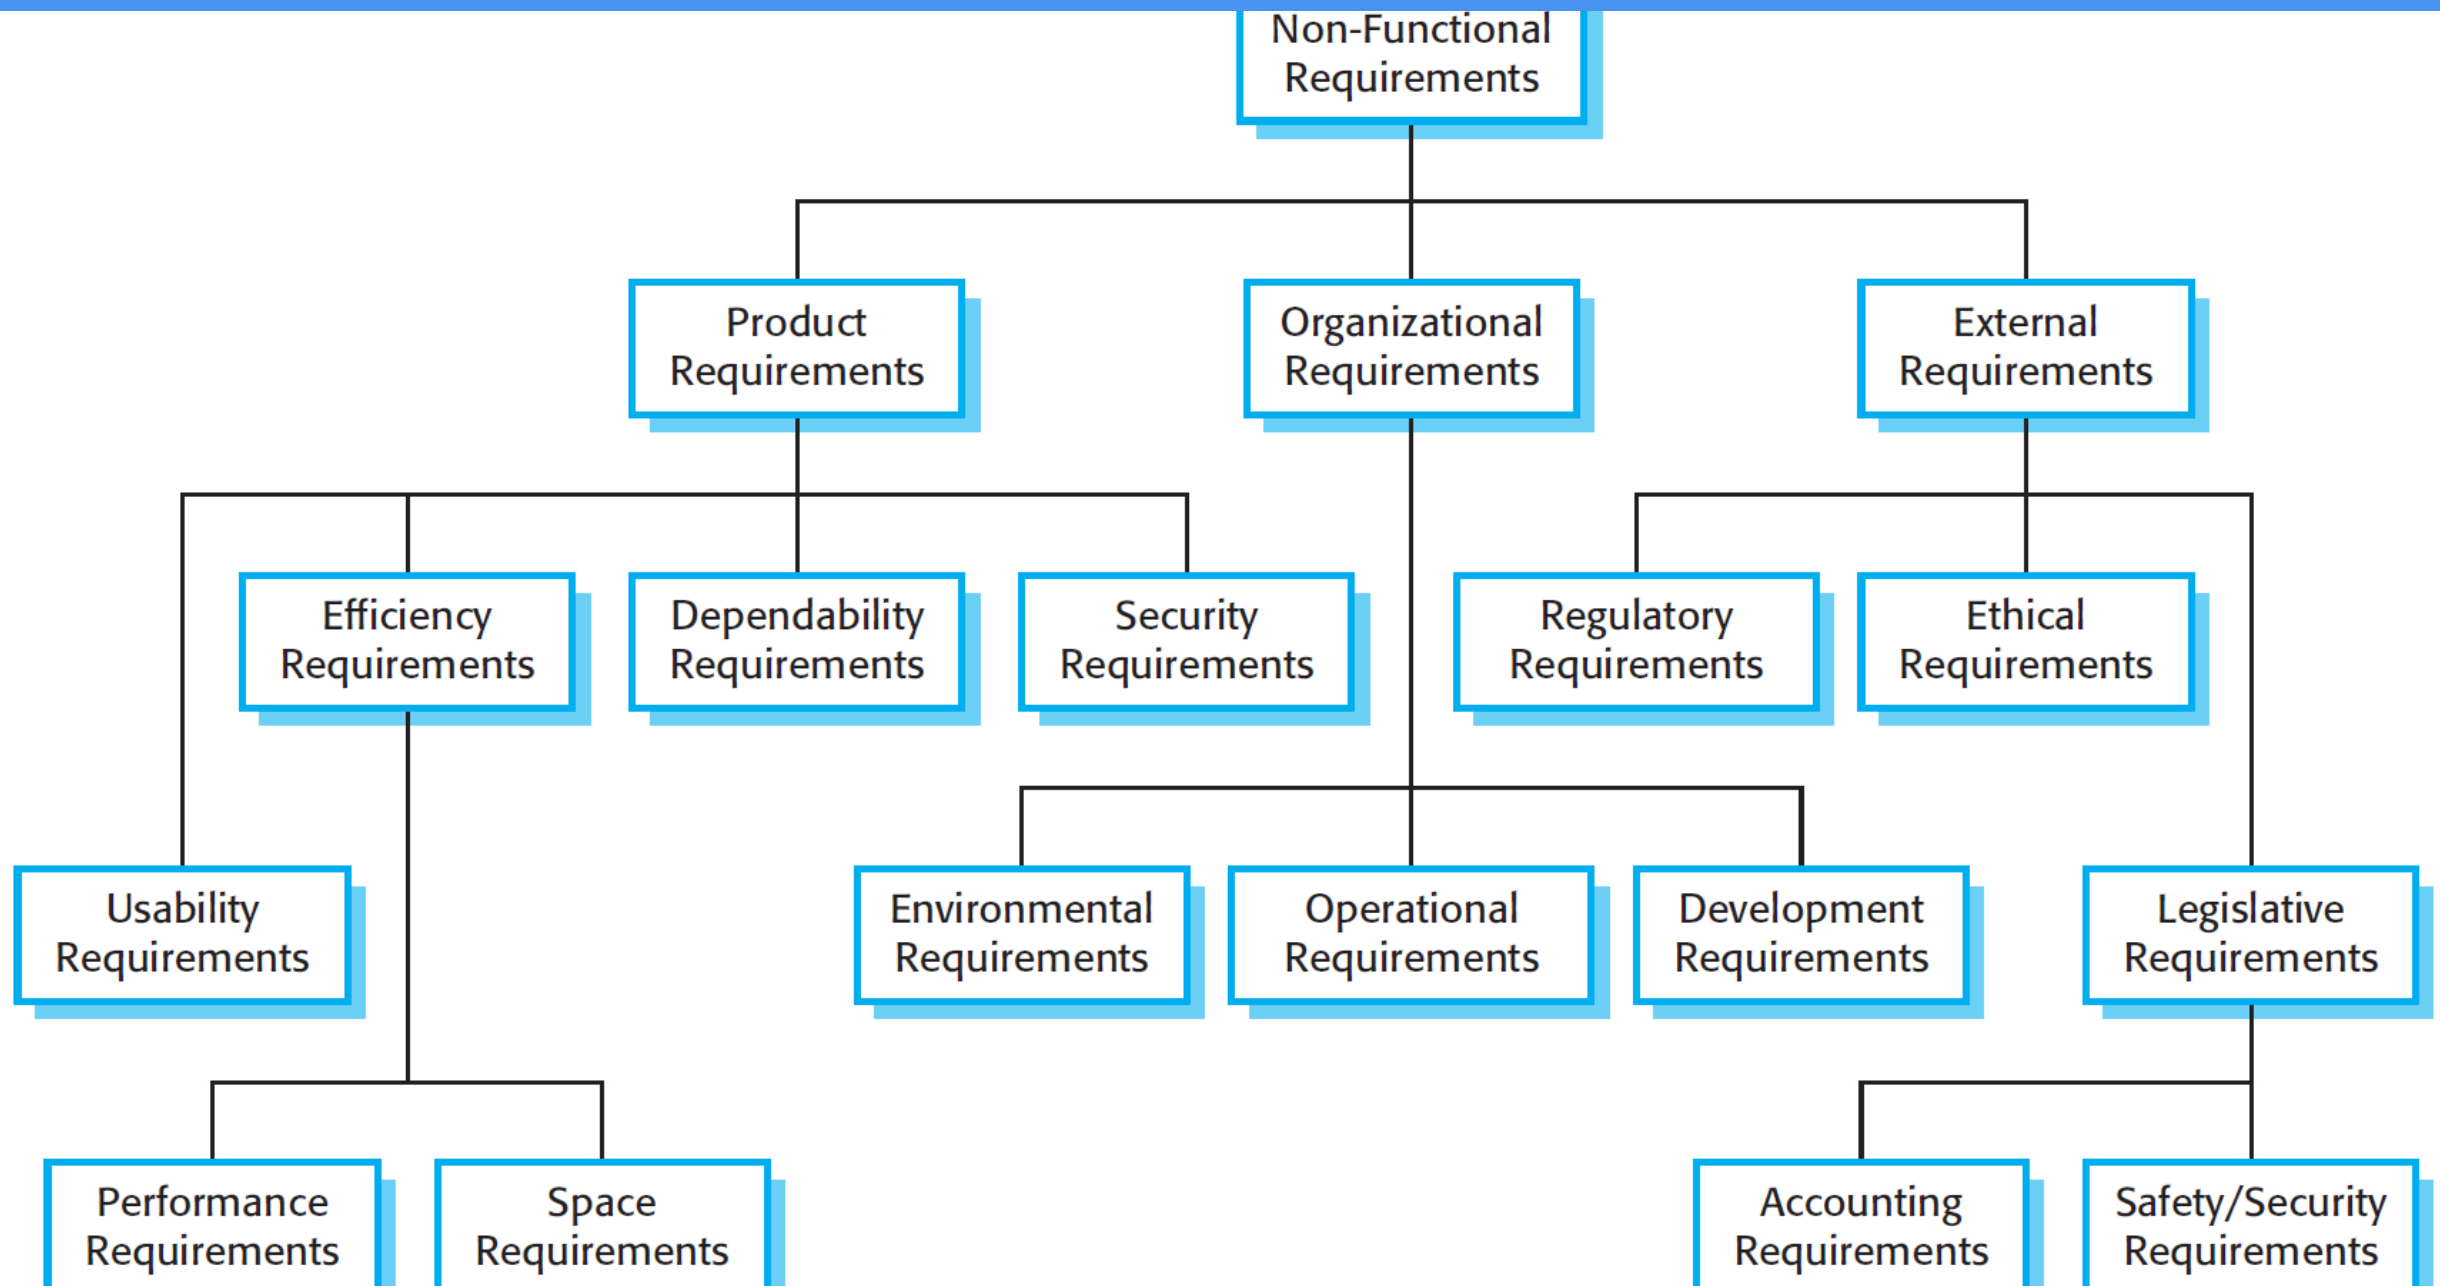 Non-Functional
Requirements
Product
Requirements
Organizational
Requirements
External
Requirements
Efficiency
Requirements
Dependability
Requirements
Security
Requirements
Regulatory
Requirements
Ethical
Requirements
Usability
Requirements
Environmental
Requirements
Operational
Requirements
Development
Requirements
Legislative
Requirements
Performance
Requirements
Space
Requirements
Accounting
Requirements
Safety/Security
Requirements